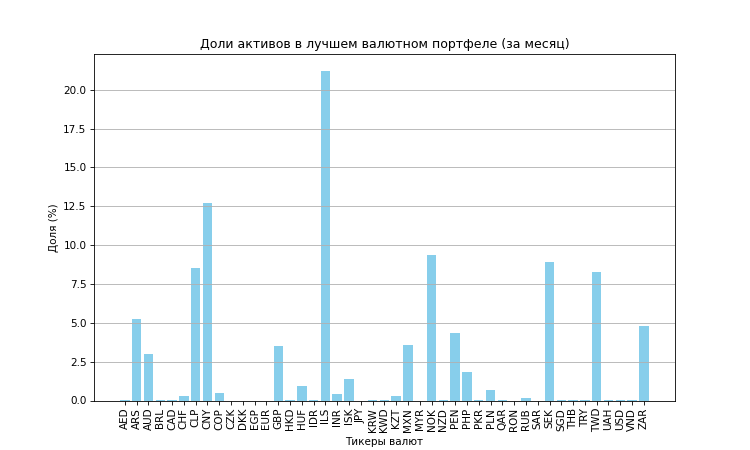 Доли активов в лучшем валютном портфеле (за месяц)
Доля (%)
20.0
17.5
15.0
12.5
10.0
7.5
5.0
2.5
0.0
AED ARS AUD BRL CAD CHF CLP CNY COP CZK DKK EGP EUR GBP HKD HUF IDR ILS INR ISK JPY KRW KWD KZT MXN MYR NOK NZD PEN PHP PKR PLN QAR RON RUB SAR SEK SGD THB TRY TWD UAH USD VND ZAR
Тикеры валют